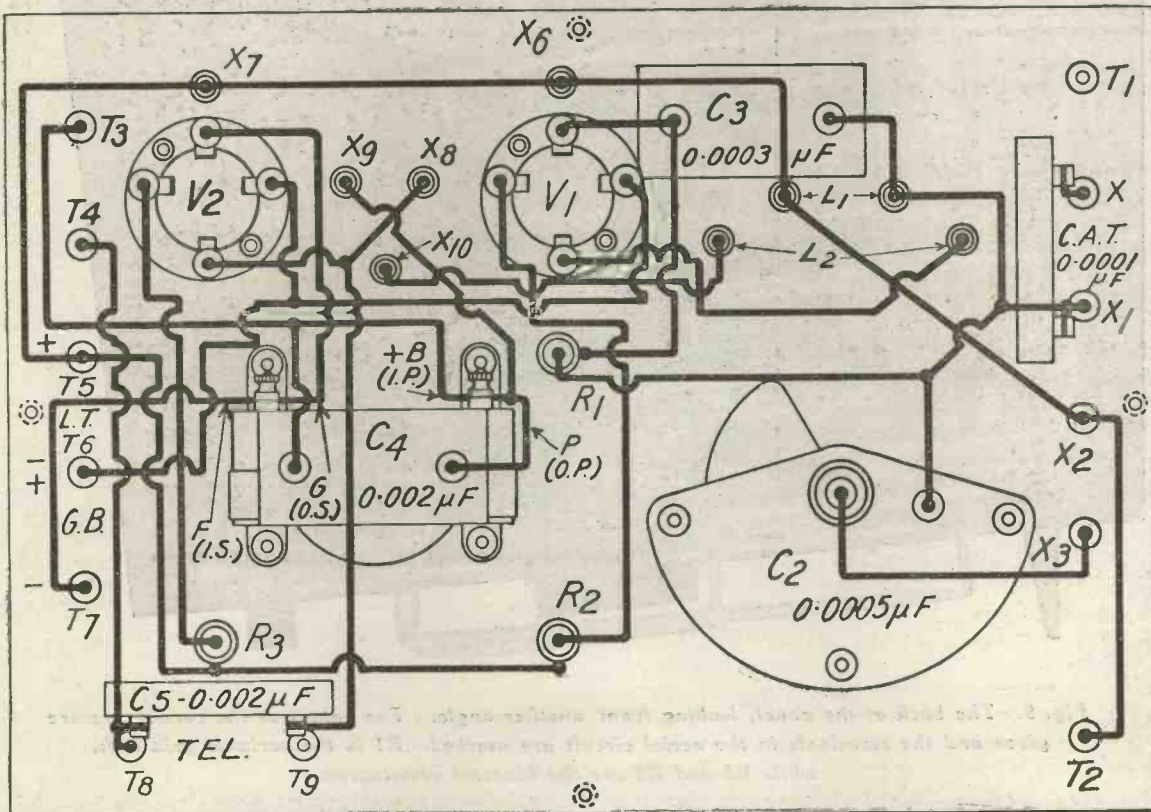 X6
X7
T1
T3
C3
0.0003 µF
X9
X8
V2
V1
L1
X
T4
X10
L2
C.A.T.
0.0001
µF
X1
+
T5
+B
(I.P.)
R1
L.T.
T6
-
+
C4
0.002µF
P
(O.P.)
X2
G
(O.S.)
G.B.
F
(I.S.)
X3
C2
0.0005µF
-
T7
R3
R2
C5-0.002µF
T8
TEL.
T9
T2